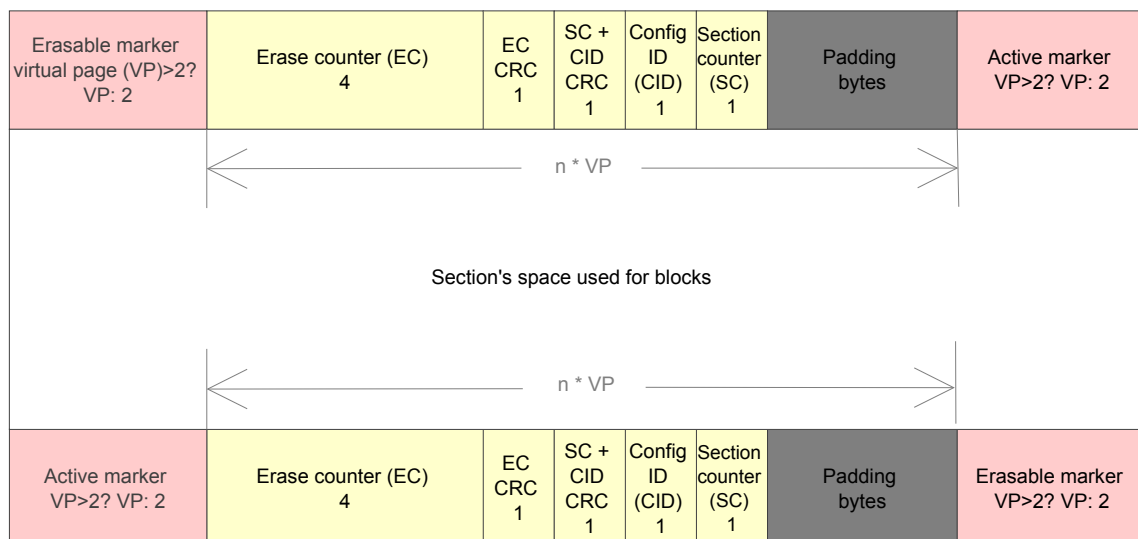 Erasable marker
virtual page (VP)>2?
VP: 2
Erase counter (EC)
4
EC
CRC
1
SC +
CID
CRC
1
Config
ID
(CID)
1
Section
counter
(SC)
1
Padding
bytes
Active marker
VP>2? VP: 2
n * VP
Section's space used for blocks
n * VP
Active marker
VP>2? VP: 2
Erase counter (EC)
4
EC
CRC
1
SC +
CID
CRC
1
Config
ID
(CID)
1
Section
counter
(SC)
1
Padding
bytes
Erasable marker
VP>2? VP: 2